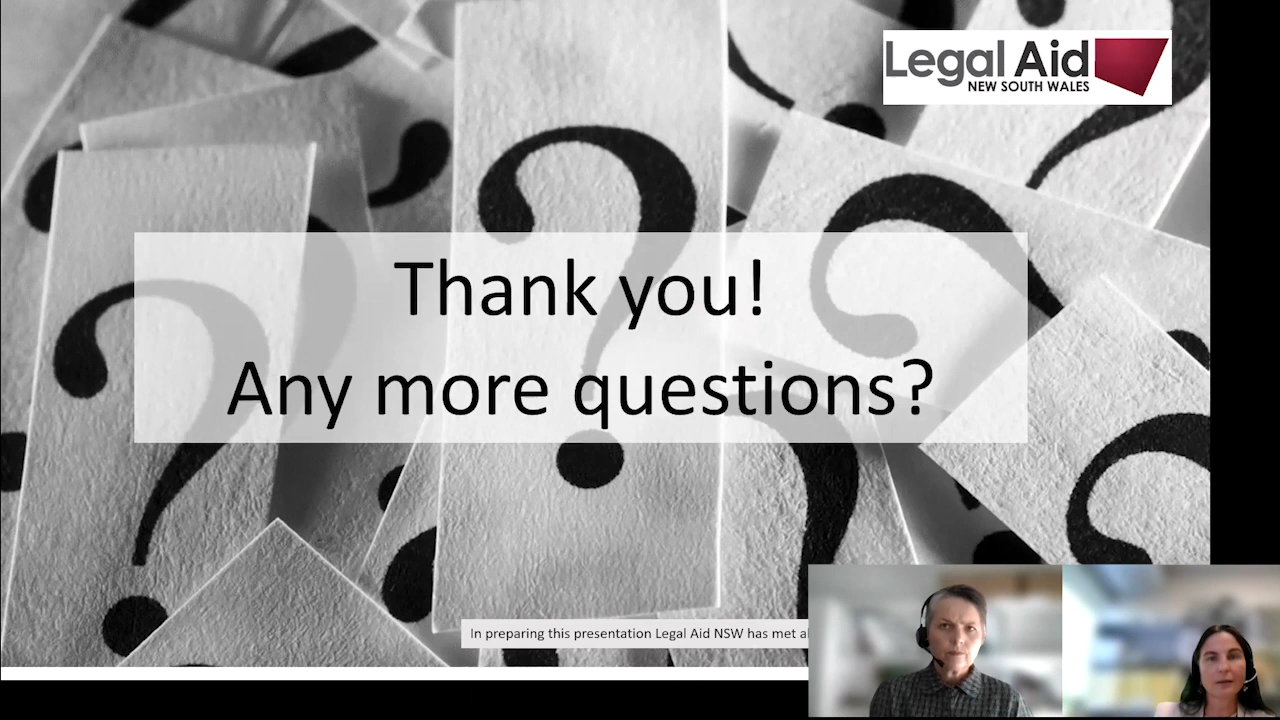 Legal Aid
NEW SOUTH WALES
Thank you!
Any more questions?
In preparing this presentation Legal Aid NSW has met